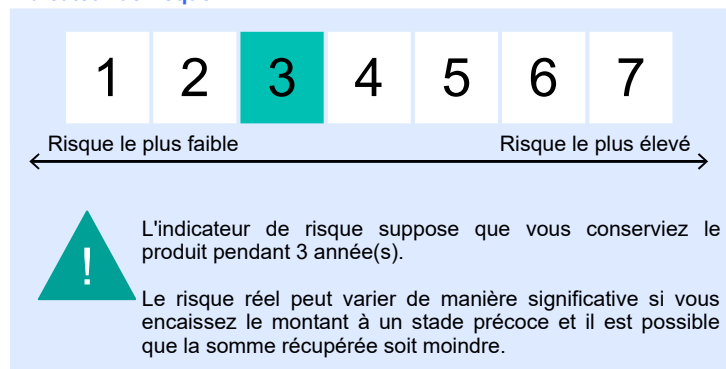 1 2 3 4 5 6 7
Risque le plus faible Risque le plus élevé
! L'indicateur de risque suppose que vous conserviez le
produit pendant 3 année(s).
Le risque réel peut varier de manière significative si vous
encaissez le montant à un stade précoce et il est possible
que la somme récupérée soit moindre.